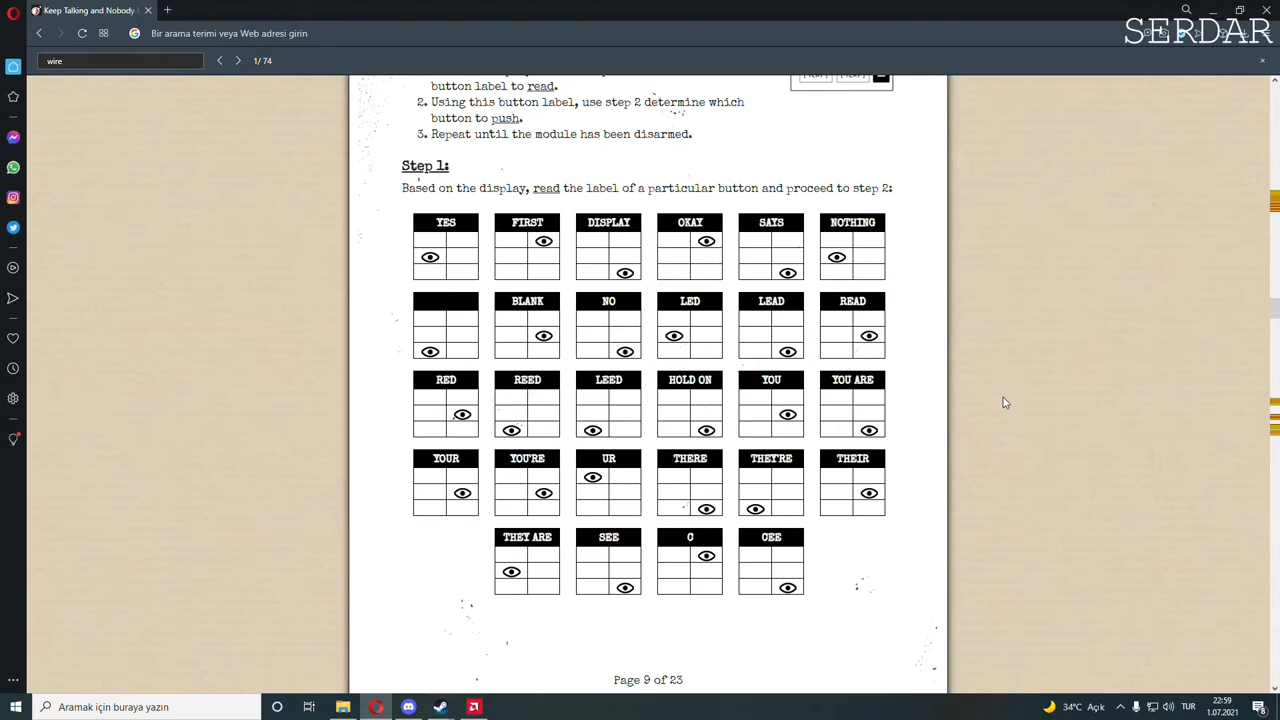 Keep Talking and Nobody
Bir arama terimi veya Web adresi girin
SERDAR
wire
1/74
button label to read.
2. Using this button label, use step 2 determine which
button to push.
3. Repeat until the module has been disarmed.
Step 1:
Based on the display, read the label of a particular button and proceed to step 2:
YES FIRST DISPLAY OKAY SAYS NOTHING
BLANK NO LED LEAD READ
RED REED LEED HOLD ON YOU YOU ARE
YOUR YOU'RE UR THERE THEY'RE THEIR
THEY ARE SEE C CEE
Page 9 of 23
Aramak için buraya yazın
34°C Açık
TUR
22:59
1.07.2021
8